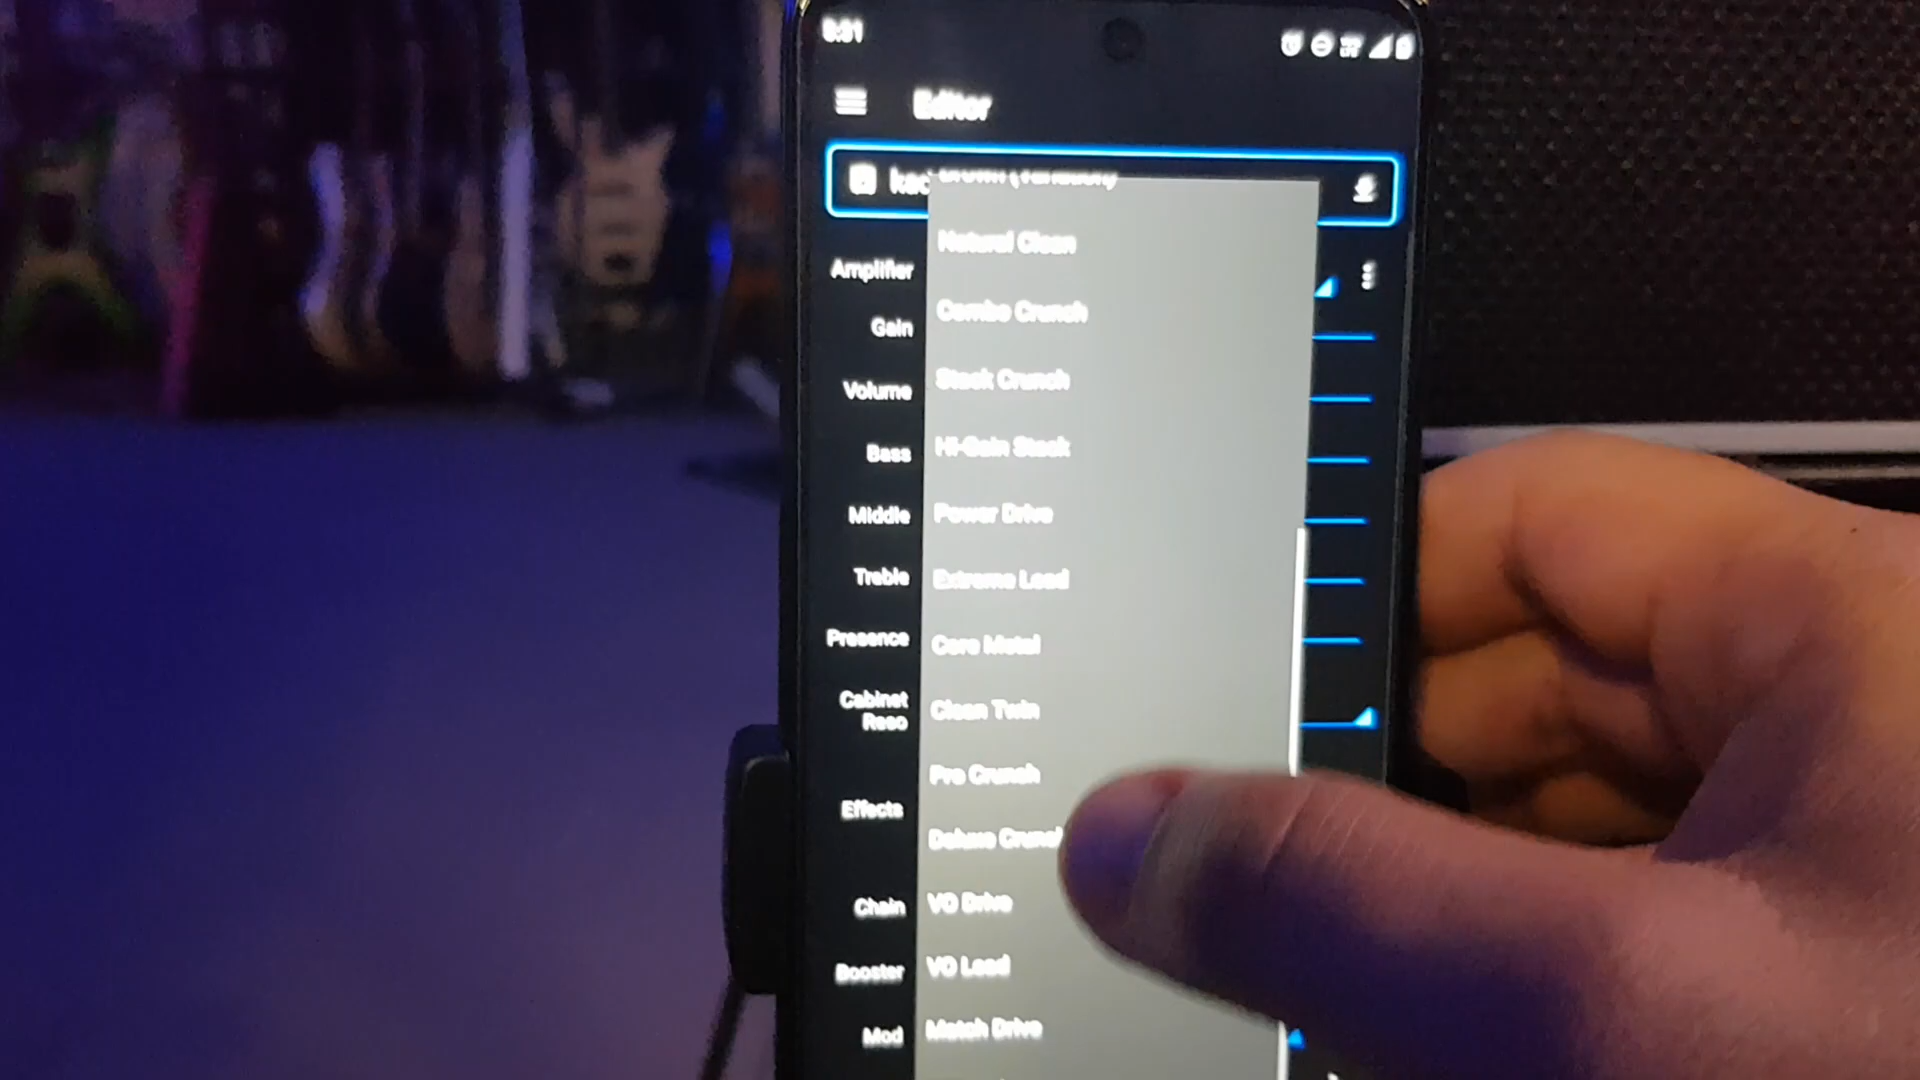 Editor
Amplifier
Natural Clean
Combo Crunch
Gain
Stack Crunch
Volume
Hi-Gain Stack
Bass
Power Drive
Middle
Extreme Lead
Treble
Core Metal
Presence
Clean Twin
Cabinet
Reso
Pro Crunch
Effects
Deluxe
VO Drive
Chain
VO Lead
Booster
Match Drive
Mod